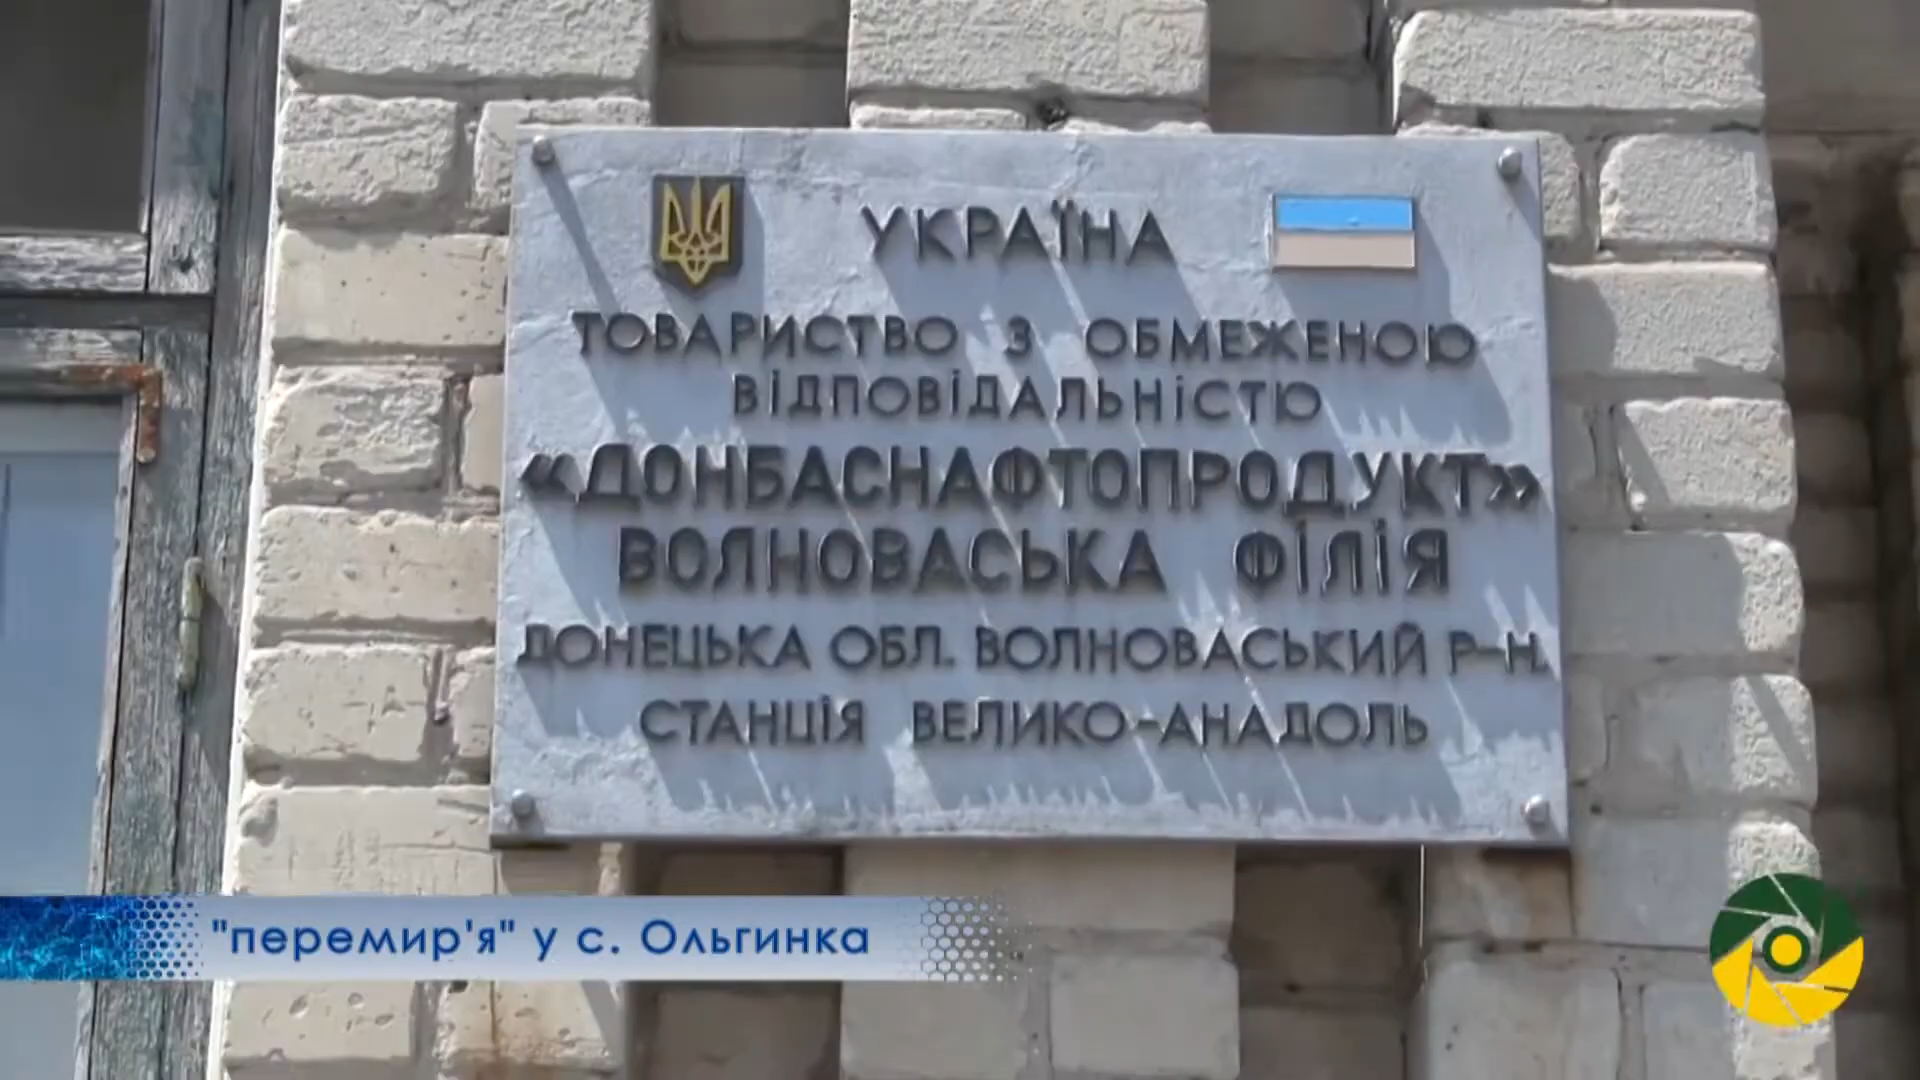 УКРАЇНА
ТОВАРИСТВО З ОБМЕЖЕНОЮ
ВІДПОВІДАЛЬНІСТЮ
«ДОНБАСНАФТОПРОДУКТ»
ВОЛНОВАСЬКА ФІЛІЯ
ДОНЕЦЬКА ОБЛ. ВОЛНОВАСЬКИЙ Р-Н.
СТАНЦІЯ ВЕЛИКО-АНАДОЛЬ
"перемир'я" у с. Ольгинка